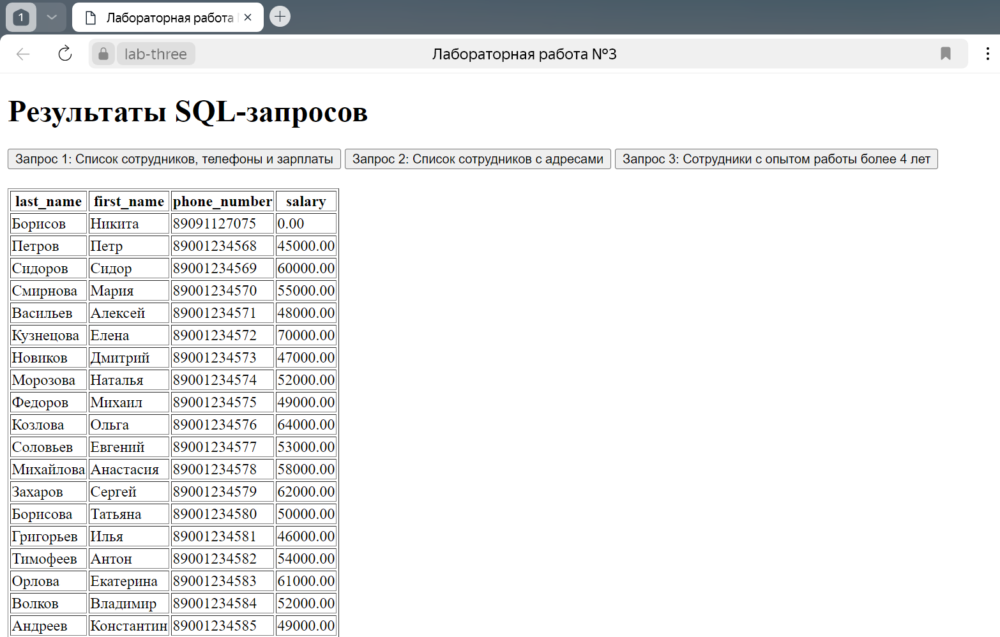 1 Лабораторная работа
lab-three Лабораторная работа №3
Результаты SQL-запросов
Запрос 1: Список сотрудников, телефоны и зарплаты Запрос 2: Список сотрудников с адресами Запрос 3: Сотрудники с опытом работы более 4 лет
last_name first_name phone_number salary
Борисов Никита 89091127075 0.00
Петров Петр 89001234568 45000.00
Сидоров Сидор 89001234569 60000.00
Смирнова Мария 89001234570 55000.00
Васильев Алексей 89001234571 48000.00
Кузнецова Елена 89001234572 70000.00
Новиков Дмитрий 89001234573 47000.00
Морозова Наталья 89001234574 52000.00
Федоров Михаил 89001234575 49000.00
Козлова Ольга 89001234576 64000.00
Соловьев Евгений 89001234577 53000.00
Михайлова Анастасия 89001234578 58000.00
Захаров Сергей 89001234579 62000.00
Борисова Татьяна 89001234580 50000.00
Григорьев Илья 89001234581 46000.00
Тимофеев Антон 89001234582 54000.00
Орлова Екатерина 89001234583 61000.00
Волков Владимир 89001234584 52000.00
Андреев Константин 89001234585 49000.00